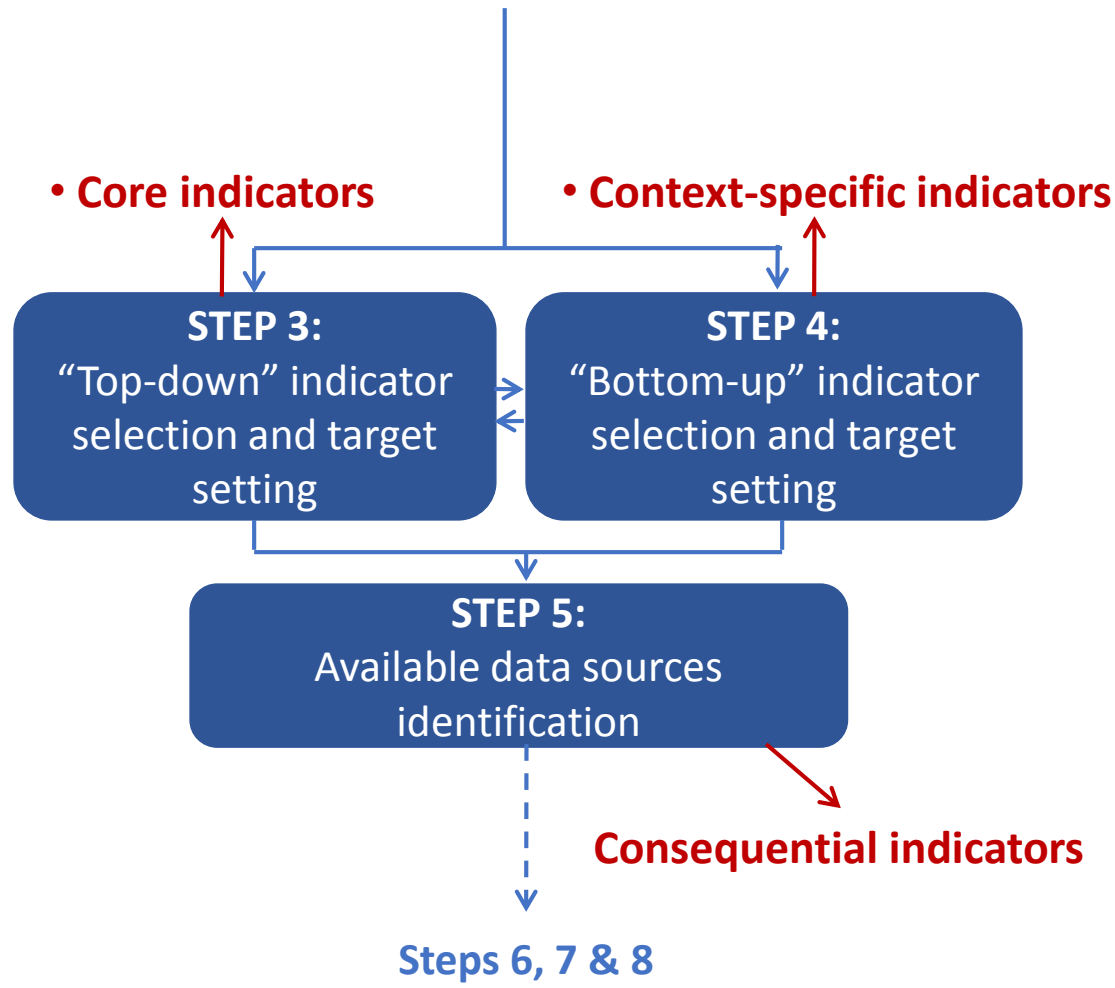 • Core indicators
• Context-specific indicators
STEP 3:
“Top-down” indicator
selection and target
setting
STEP 4:
“Bottom-up” indicator
selection and target
setting
STEP 5:
Available data sources
identification
Consequential indicators
Steps 6, 7 & 8